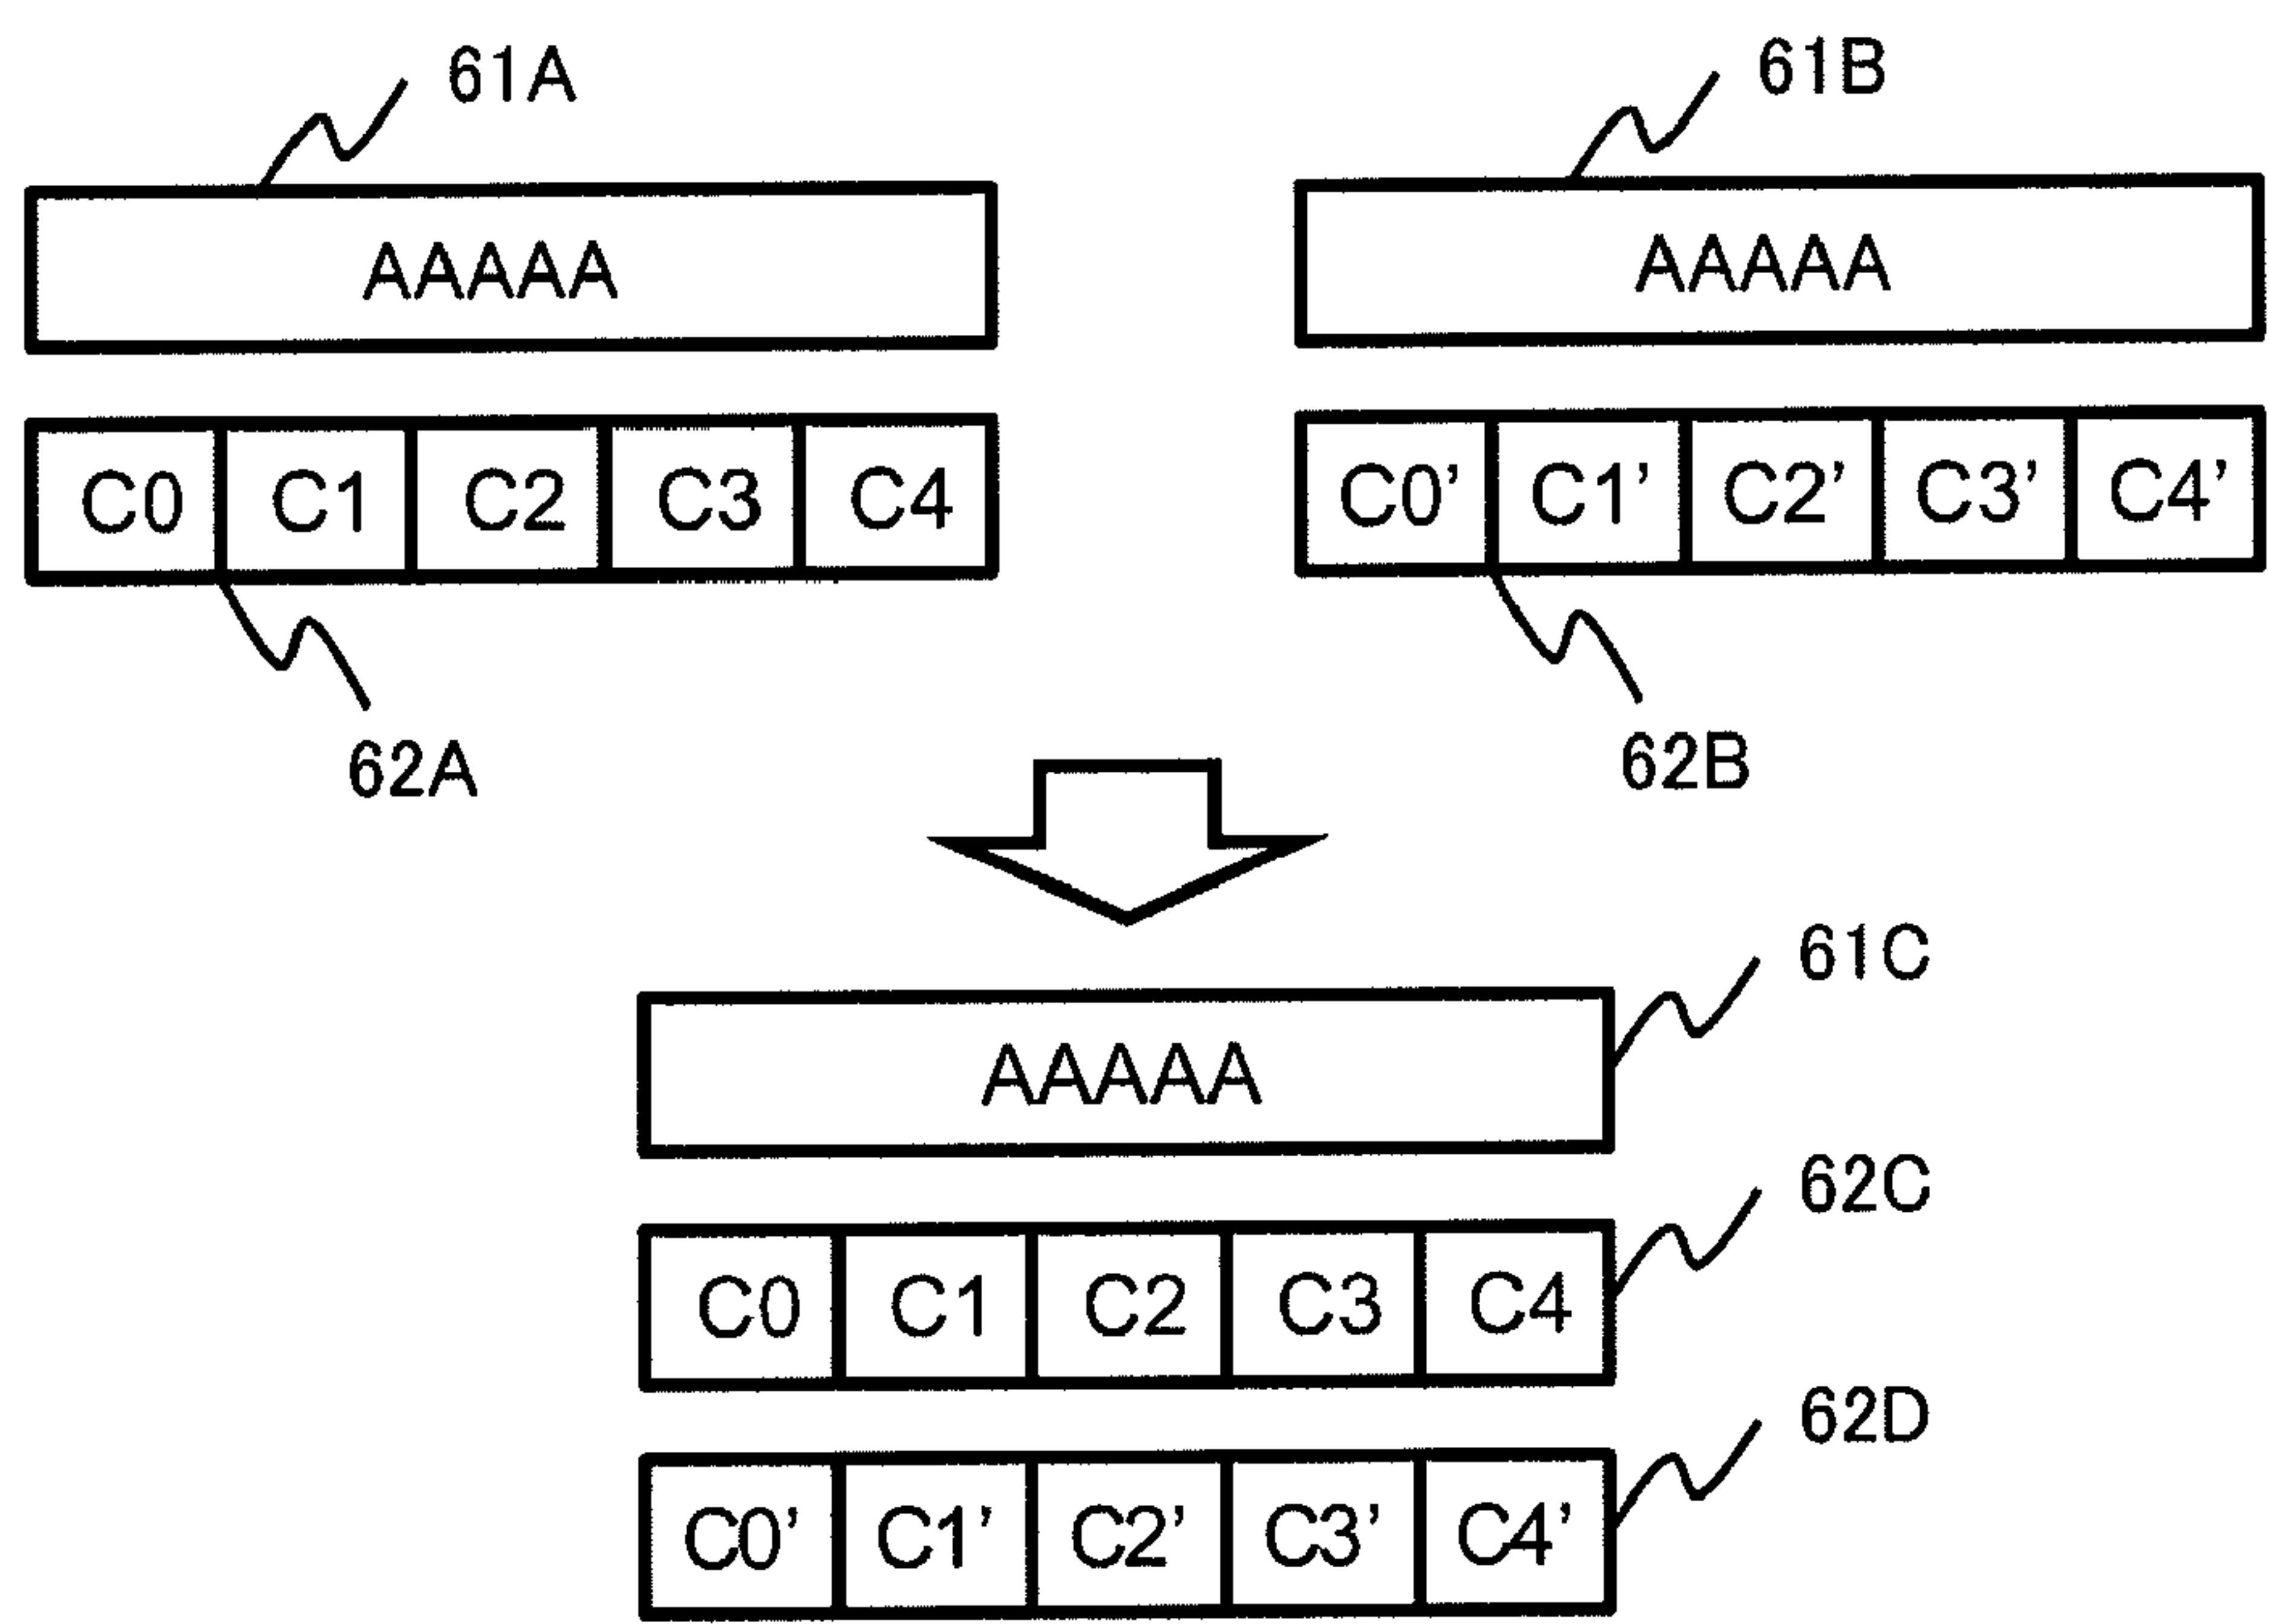 61A 61B
AAAAA AAAAA
C0 C1 C2 C3 C4 C0' C1' C2' C3' C4'
62A 62B
61C
AAAAA
62C
C0 C1 C2 C3 C4
62D
C0' C1' C2' C3' C4'